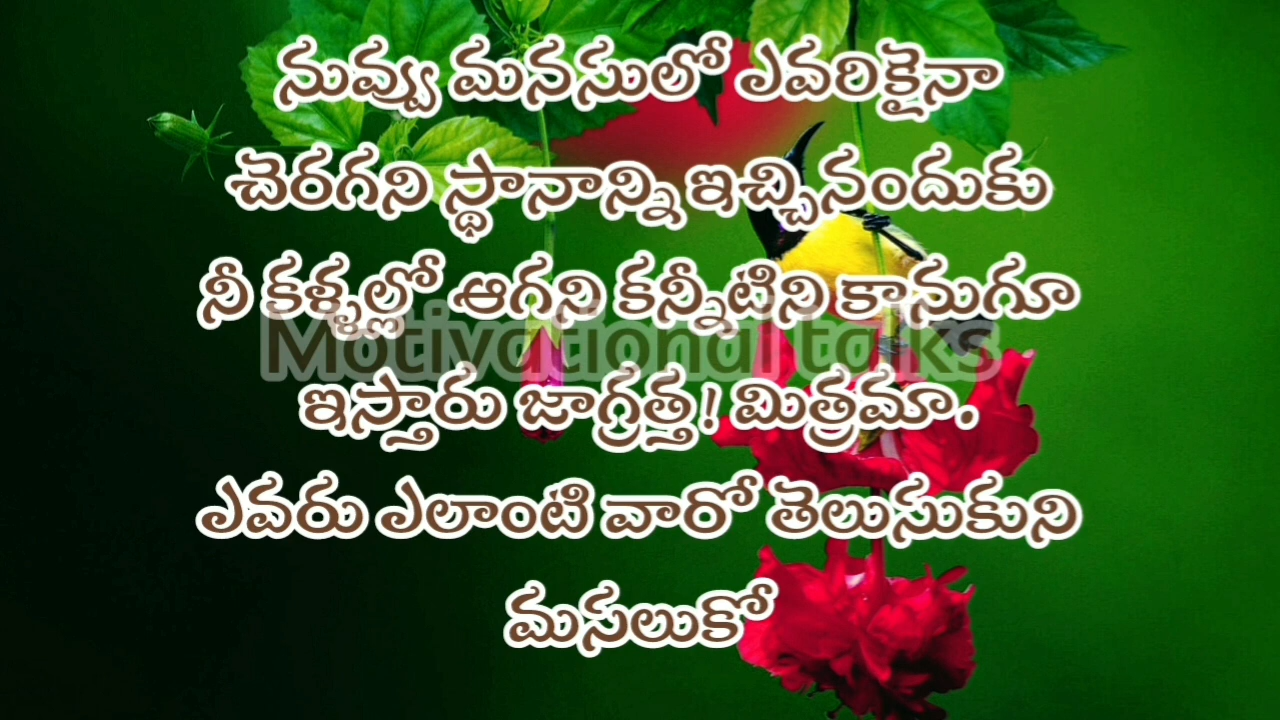 నువ్వు మనసులో ఎవరికైనా
చెరగని స్థానాన్ని ఇచ్చినందుకు
నీ కళ్ళల్లో ఆగని కన్నీటిని కానుగూ
Motivational talks
ఇస్తారు జాగ్రత్త! మిత్రమా.
ఎవరు ఎలాంటి వారో తెలుసుకుని
మసలుకో